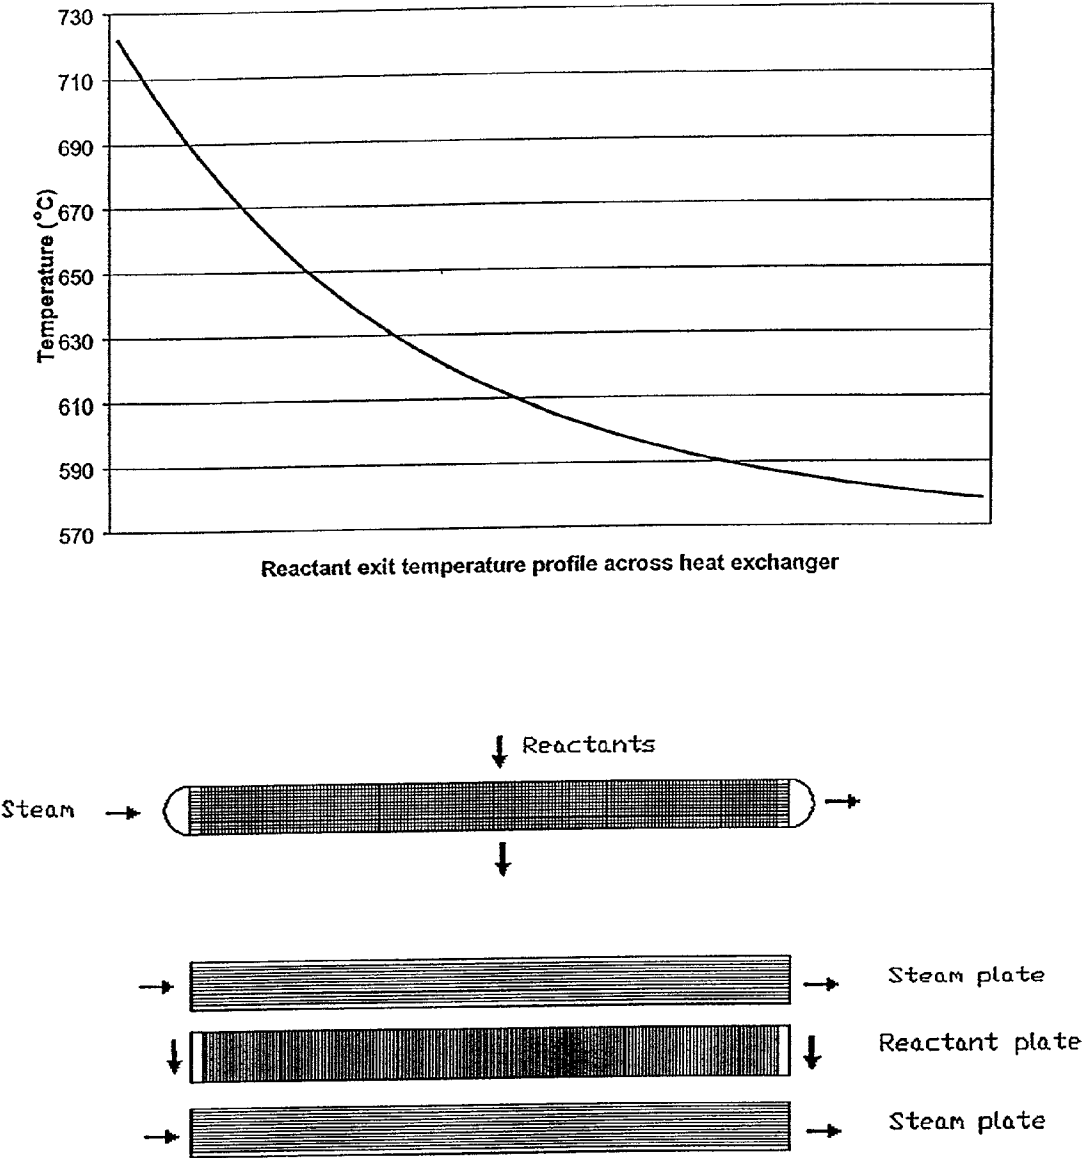 730
710
690
670
650
630
610
590
570
Temperature (°C)
Reactant exit temperature profile across heat exchanger
Reactants
Steam
Steam plate
Reactant plate
Steam plate